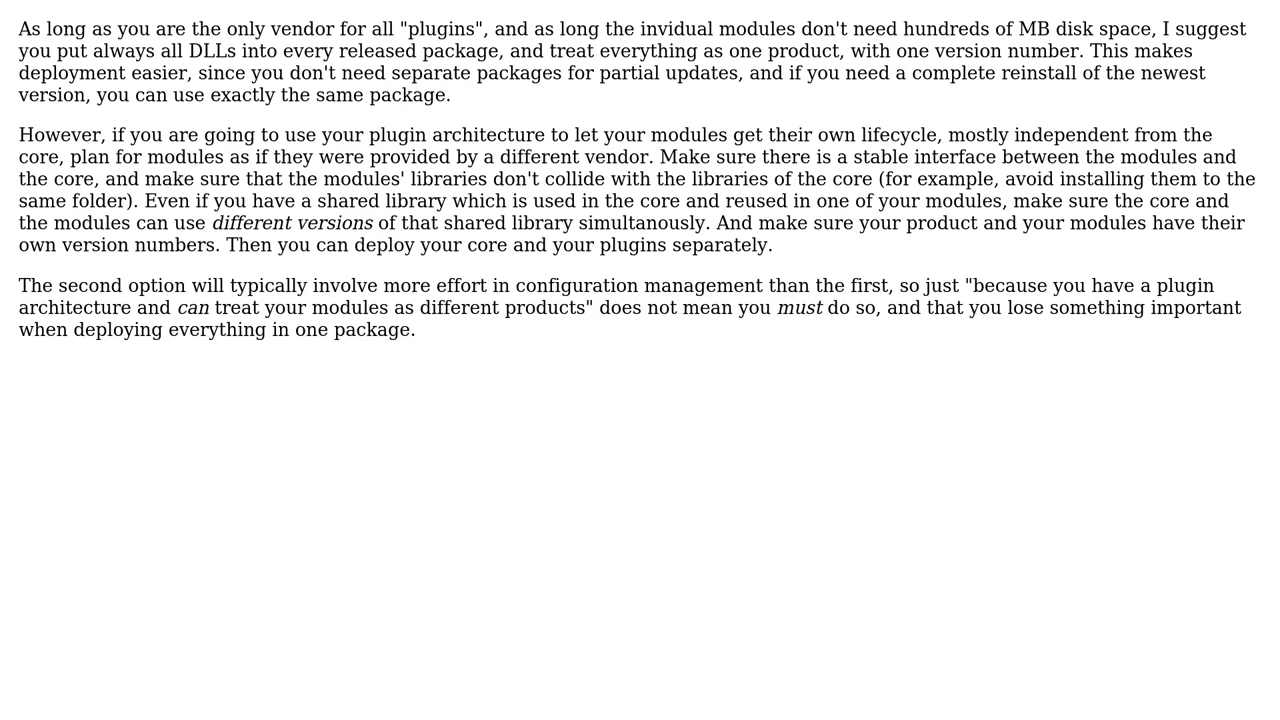 As long as you are the only vendor for all "plugins", and as long the invidual modules don't need hundreds of MB disk space, I suggest
you put always all DLLs into every released package, and treat everything as one product, with one version number. This makes
deployment easier, since you don't need separate packages for partial updates, and if you need a complete reinstall of the newest
version, you can use exactly the same package.
However, if you are going to use your plugin architecture to let your modules get their own lifecycle, mostly independent from the
core, plan for modules as if they were provided by a different vendor. Make sure there is a stable interface between the modules and
the core, and make sure that the modules' libraries don't collide with the libraries of the core (for example, avoid installing them to the
same folder). Even if you have a shared library which is used in the core and reused in one of your modules, make sure the core and
the modules can use different versions of that shared library simultanously. And make sure your product and your modules have their
own version numbers. Then you can deploy your core and your plugins separately.
The second option will typically involve more effort in configuration management than the first, so just "because you have a plugin
architecture and can treat your modules as different products" does not mean you must do so, and that you lose something important
when deploying everything in one package.